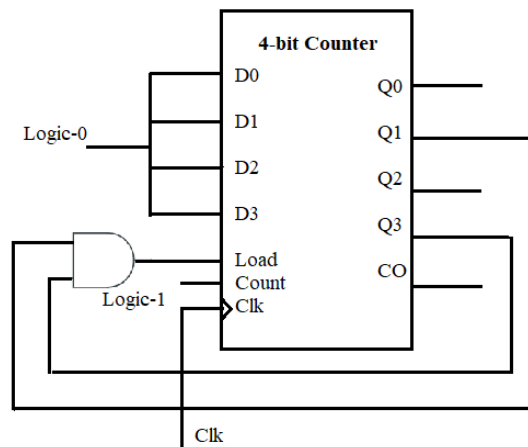 4-bit Counter
D0
Q0
D1
Q1
Logic-0
D2
Q2
D3
Q3
Load
CO
Count
Logic-1
Clk
Clk